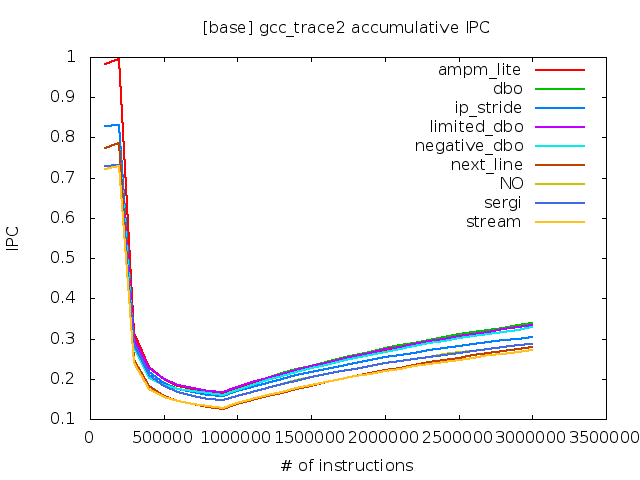 [base] gcc_trace2 accumulative IPC
IPC
1
0.9
0.8
0.7
0.6
0.5
0.4
0.3
0.2
0.1
ampm_lite
dbo
ip_stride
limited_dbo
negative_dbo
next_line
NO
sergi
stream
0 500000 1000000 1500000 2000000 2500000 3000000 3500000
# of instructions